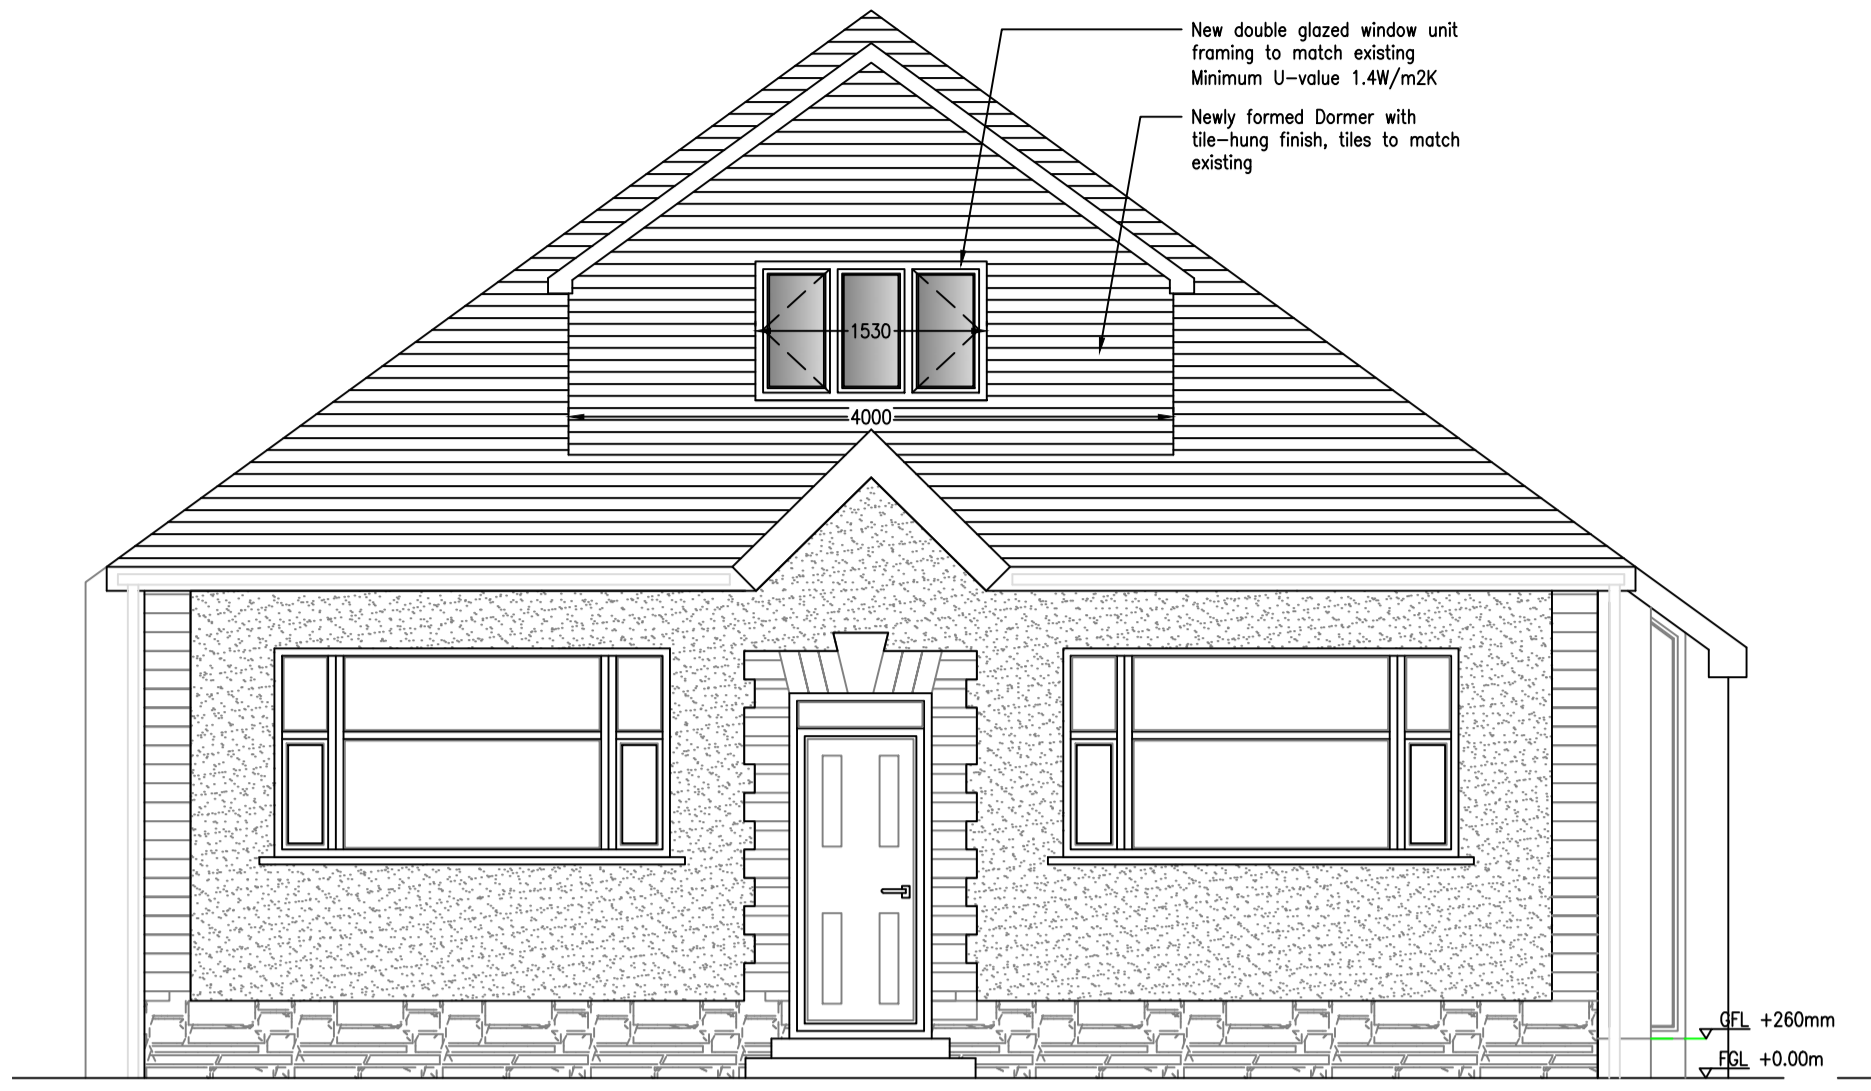 New double glazed window unit
framing to match existing
Minimum U-value 1.4W/m2K
Newly formed Dormer with
tile-hung finish, tiles to match
existing
1530
4000
GFL +260mm
FGL +0.00m